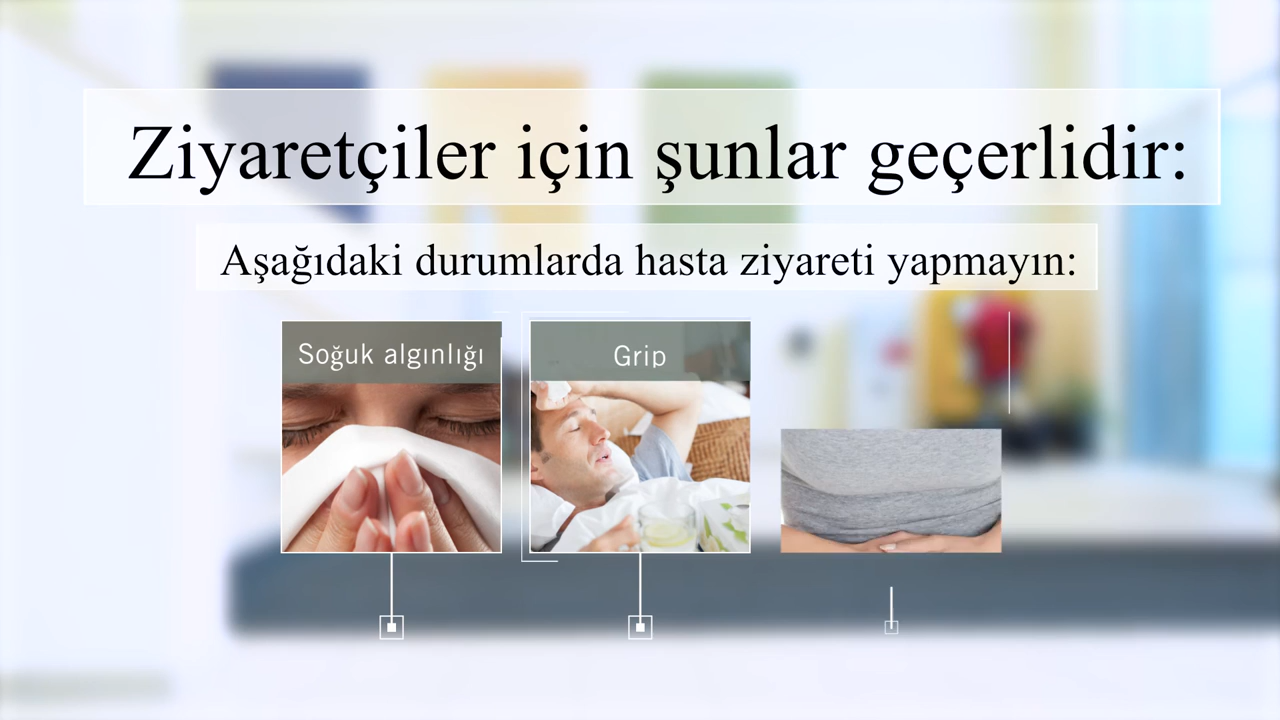 Ziyaretçiler için şunlar geçerlidir:
Aşağıdaki durumlarda hasta ziyareti yapmayın:
Soğuk algınlığı
Grip